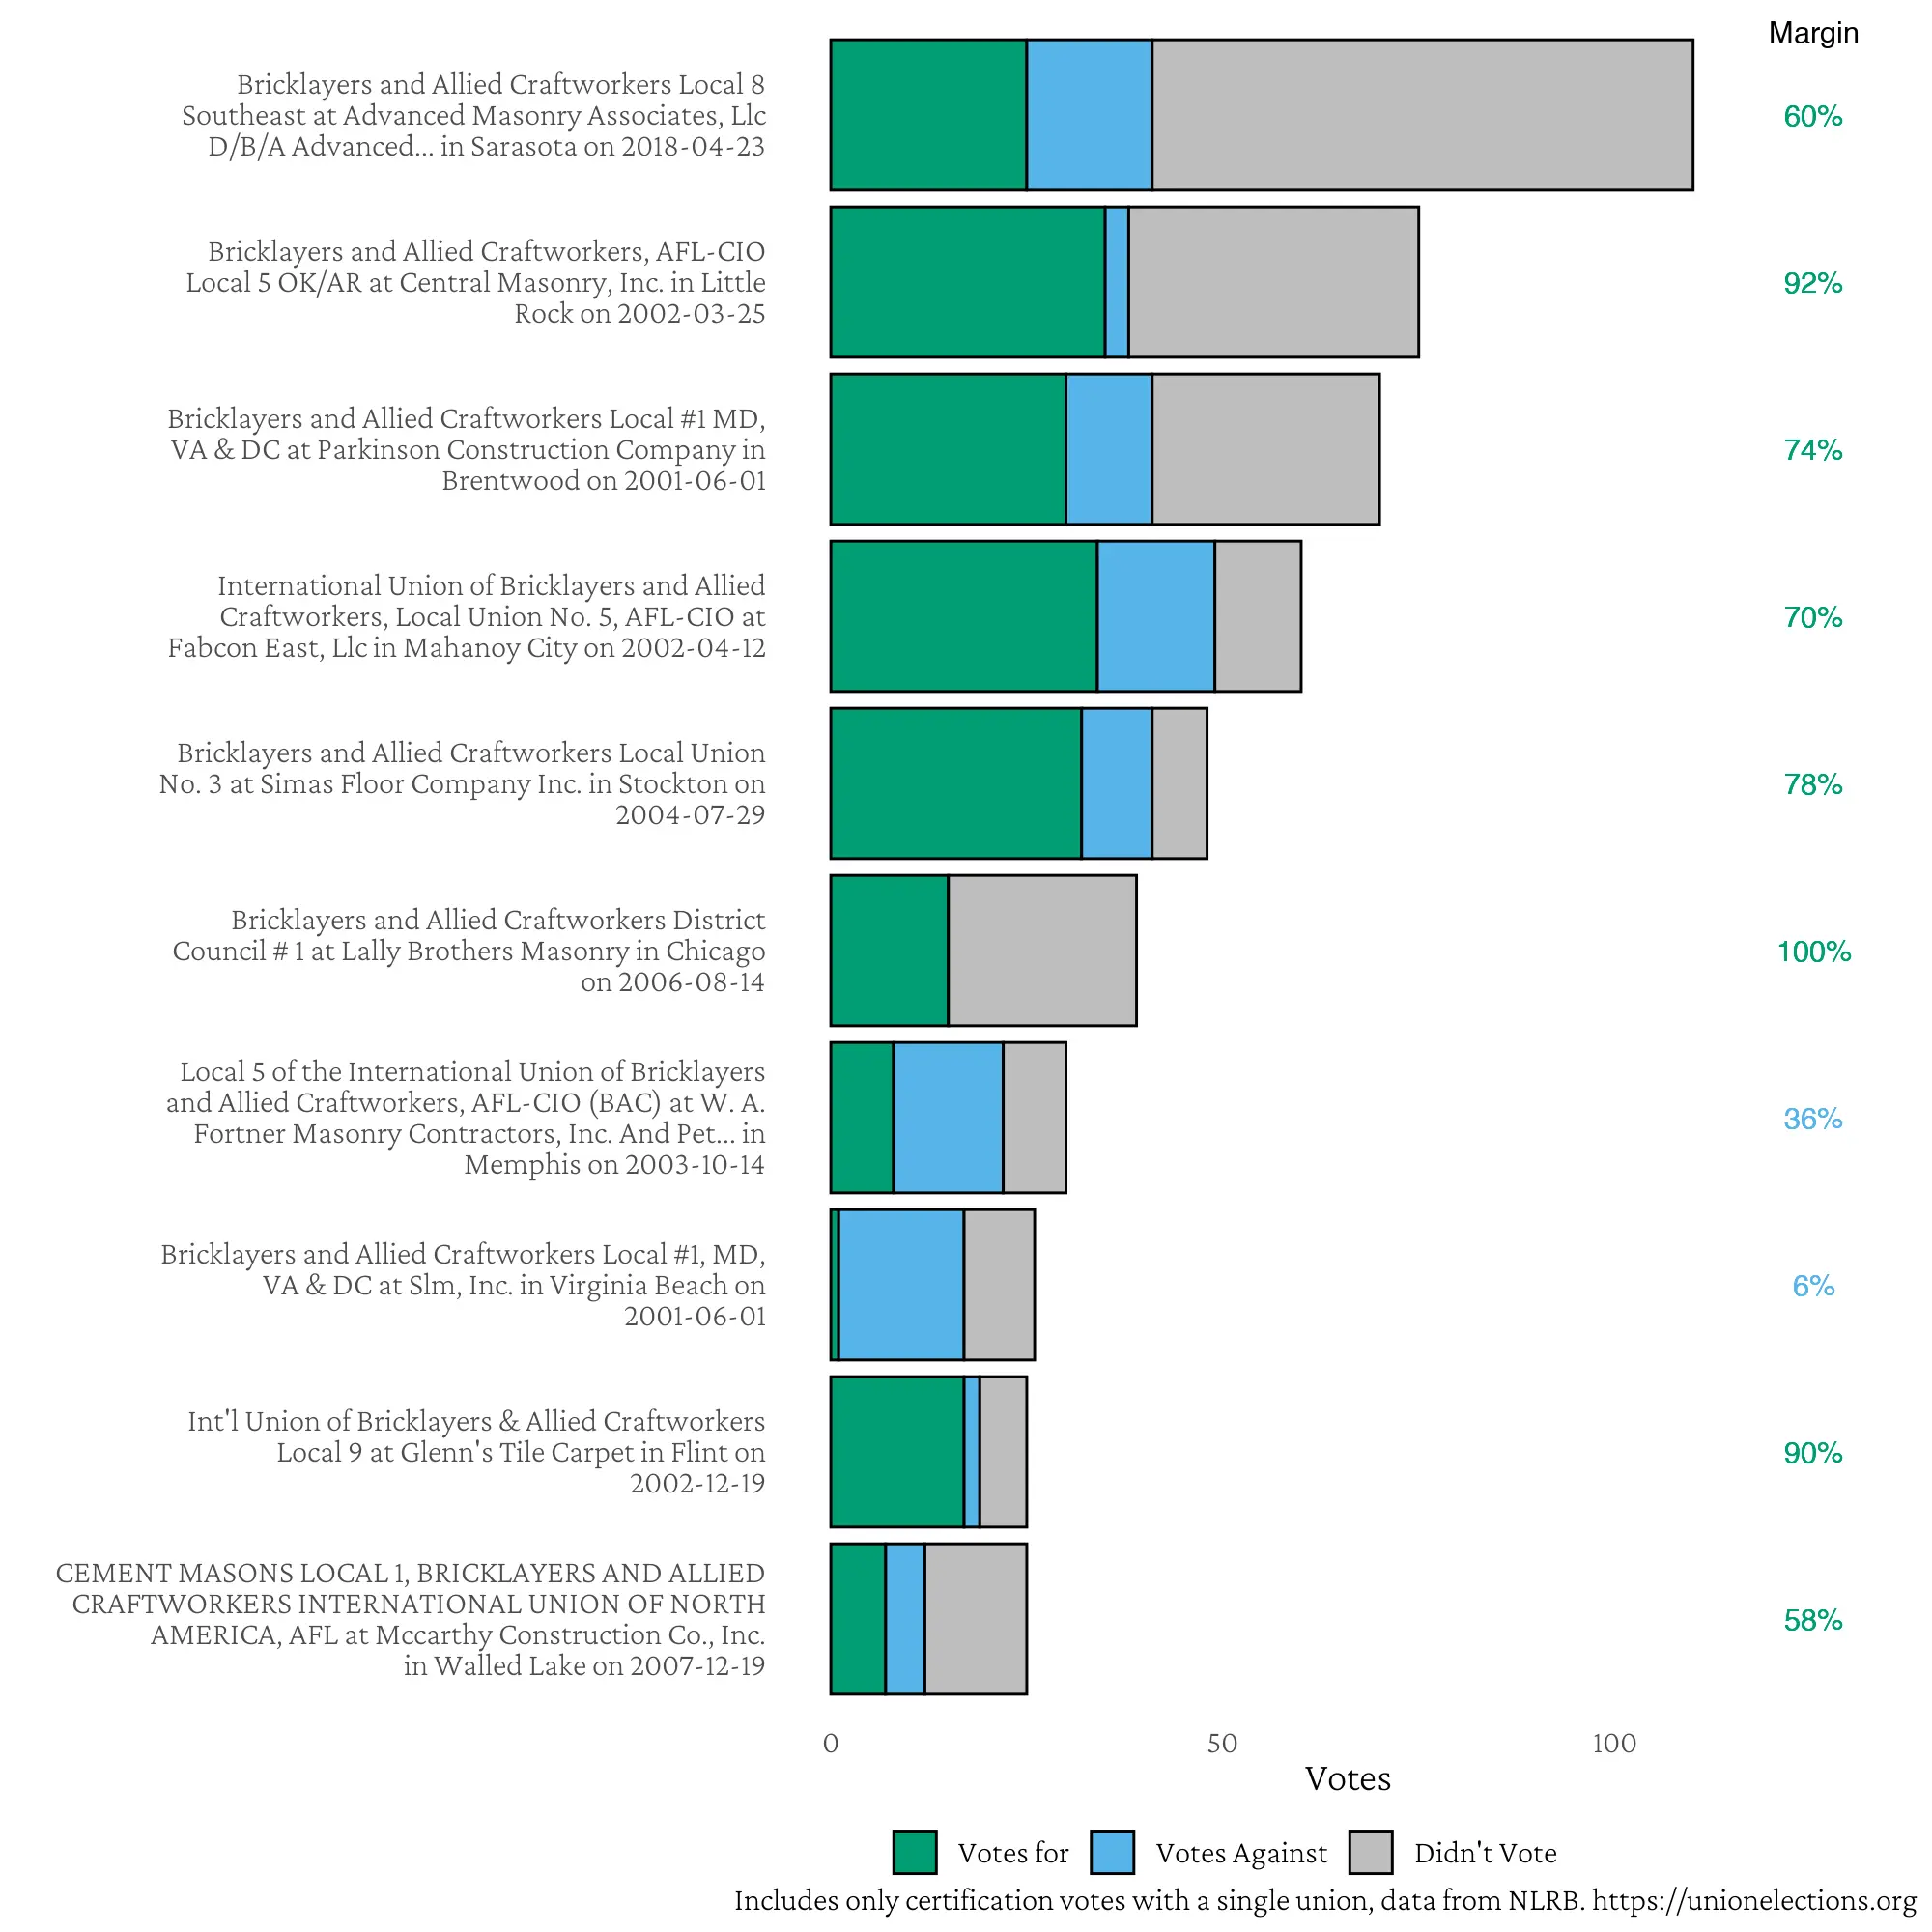 Margin
Bricklayers and Allied Craftworkers Local 8
Southeast at Advanced Masonry Associates, Llc
D/B/A Advanced... in Sarasota on 2018-04-23
60%
Bricklayers and Allied Craftworkers, AFL-CIO
Local 5 OK/AR at Central Masonry, Inc. in Little
Rock on 2002-03-25
92%
Bricklayers and Allied Craftworkers Local #1 MD,
VA & DC at Parkinson Construction Company in
Brentwood on 2001-06-01
74%
International Union of Bricklayers and Allied
Craftworkers, Local Union No. 5, AFL-CIO at
Fabcon East, Llc in Mahanoy City on 2002-04-12
70%
Bricklayers and Allied Craftworkers Local Union
No. 3 at Simas Floor Company Inc. in Stockton on
2004-07-29
78%
Bricklayers and Allied Craftworkers District
Council # 1 at Lally Brothers Masonry in Chicago
on 2006-08-14
100%
Local 5 of the International Union of Bricklayers
and Allied Craftworkers, AFL-CIO (BAC) at W. A.
Fortner Masonry Contractors, Inc. And Pet... in
Memphis on 2003-10-14
36%
Bricklayers and Allied Craftworkers Local #1, MD,
VA & DC at Slm, Inc. in Virginia Beach on
2001-06-01
6%
Int'l Union of Bricklayers & Allied Craftworkers
Local 9 at Glenn's Tile Carpet in Flint on
2002-12-19
90%
CEMENT MASONS LOCAL 1, BRICKLAYERS AND ALLIED
CRAFTWORKERS INTERNATIONAL UNION OF NORTH
AMERICA, AFL at Mccarthy Construction Co., Inc.
in Walled Lake on 2007-12-19
58%
0 50 100
Votes
Votes for Votes Against Didn't Vote
Includes only certification votes with a single union, data from NLRB. https://unionelections.org